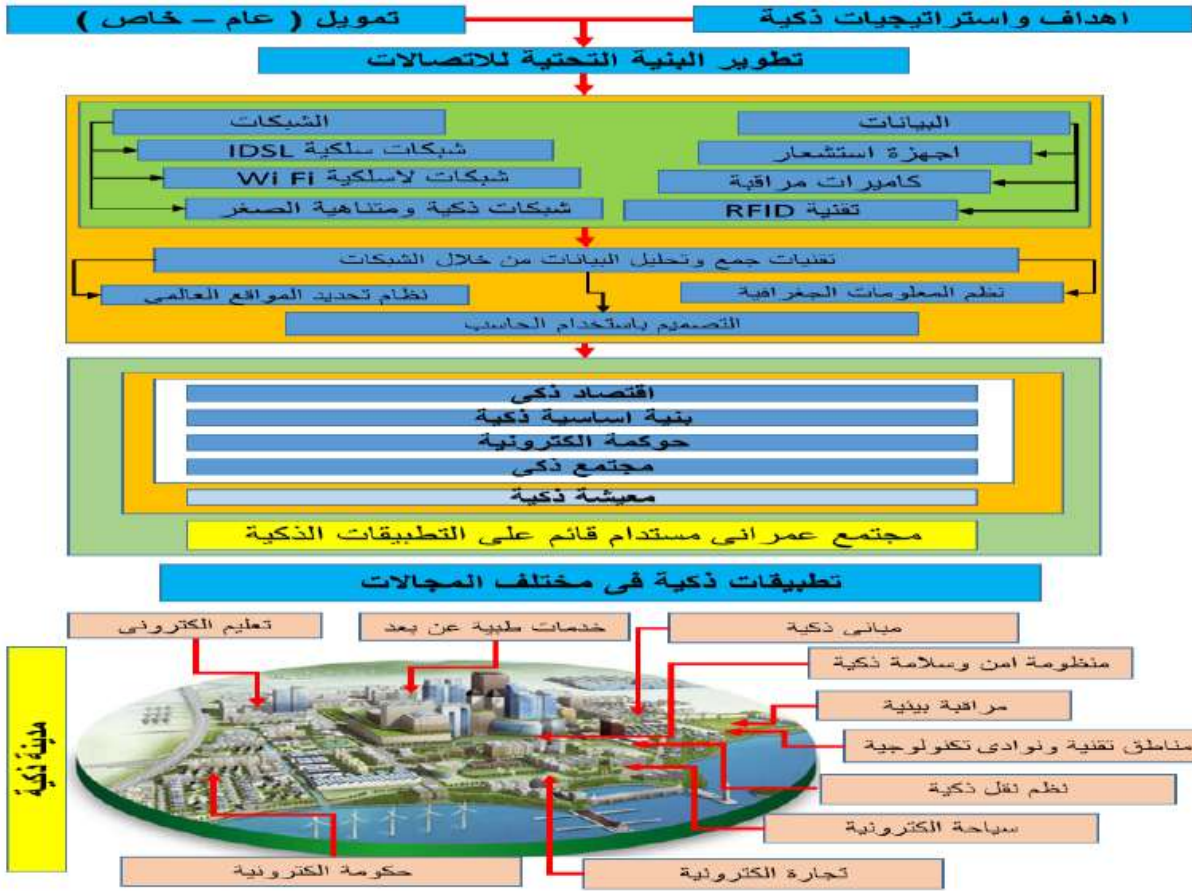 اهداف واستراتيجيات ذكية
تمويل ( عام – خاص )
تطوير البنية التحتية للاتصالات
البيانات
اجهزة استشعار
كاميرات مراقبة
تقنية RFID
الشبكات
شبكات سلكية IDSL
شبكات لاسلكية Wi Fi
شبكات ذكية ومتناهية الصغر
تقنيات جمع وتحليل البيانات من خلال الشبكات
نظم المعلومات الجغرافية
نظام تحديد المواقع العالمى
التصميم باستخدام الحاسب
اقتصاد ذكى
بنية اساسية ذكية
حوكمة الكترونية
مجتمع ذكى
معيشة ذكية
مجتمع عمرانى مستدام قائم على التطبيقات الذكية
تطبيقات ذكية فى مختلف المجالات
مبانى ذكية
خدمات طبية عن بعد
تعليم الكترونى
منظومة امن وسلامة ذكية
مراقبة بيئية
مناطق تقنية ونوادى تكنولوجية
نظم نقل ذكية
سياحة الكترونية
تجارة الكترونية
حكومة الكترونية
مدينة ذكية